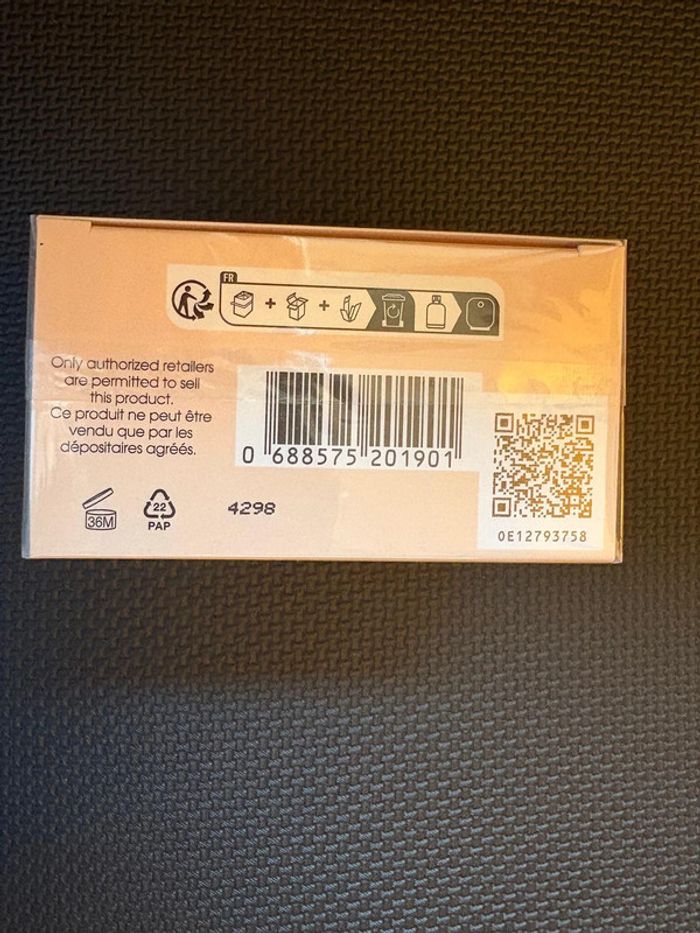 FR
Only authorized retailers
are permitted to sell
this product.
Ce produit ne peut être
vendu que par les
dépositaires agréés.
0 688575 201901
36M
22
PAP
4298
0E12793758